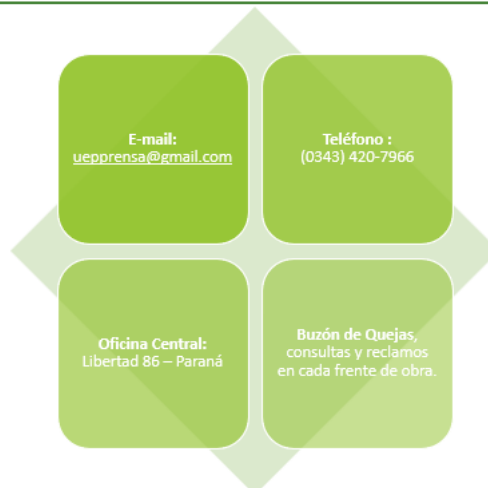 E-mail:
uepprensa@gmail.com
Teléfono :
(0343) 420-7966
Oficina Central:
Libertad 86 – Paraná
Buzón de Quejas,
consultas y reclamos
en cada frente de obra.